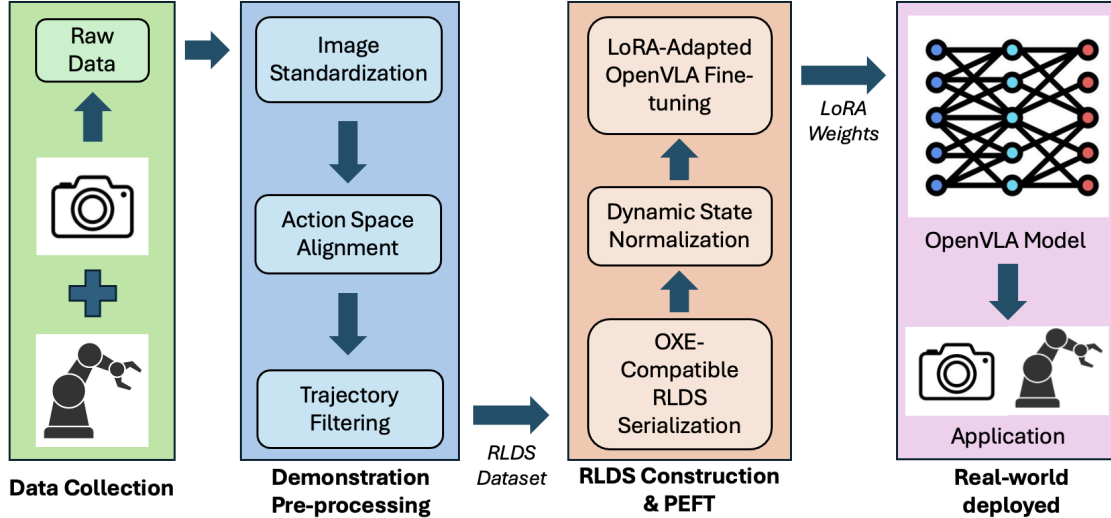 Raw
Data
Data Collection
Image
Standardization
Action Space
Alignment
Trajectory
Filtering
Demonstration
Pre-processing
RLDS
Dataset
LoRA-Adapted
OpenVLA Fine-
tuning
Dynamic State
Normalization
OXE-
Compatible
RLDS
Serialization
RLDS Construction
& PEFT
LoRA
Weights
OpenVLA Model
Application
Real-world
deployed